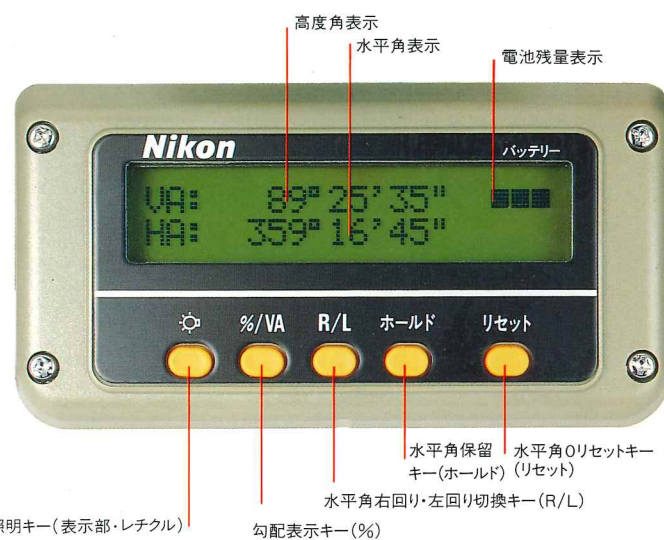 高度角表示
水平角表示
電池残量表示
Nikon
バッテリー
VA: 89°25'35"
HA: 359°16'45"
%/VA R/L ホールド リセット
水平角保留
キー(ホールド)
水平角0リセットキー
(リセット)
水平角右回り・左回り切換キー(R/L)
照明キー(表示部・レチクル)
勾配表示キー(%)